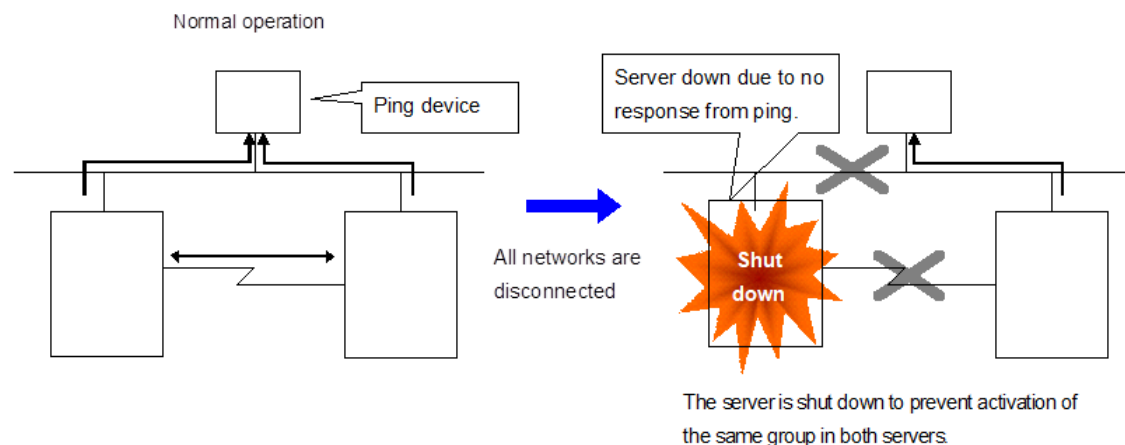 Normal operation
Ping device
All networks are
disconnected
Server down due to no
response from ping.
Shut
down
The server is shut down to prevent activation of
the same group in both servers.